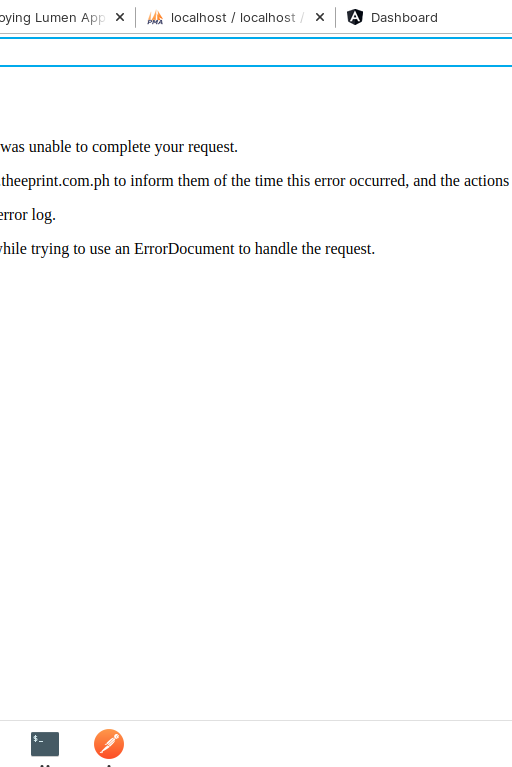 oying Lumen App
PMA localhost / localhost /
Dashboard
was unable to complete your request.
.theeprint.com.ph to inform them of the time this error occurred, and the actions
error log.
while trying to use an ErrorDocument to handle the request.
$_